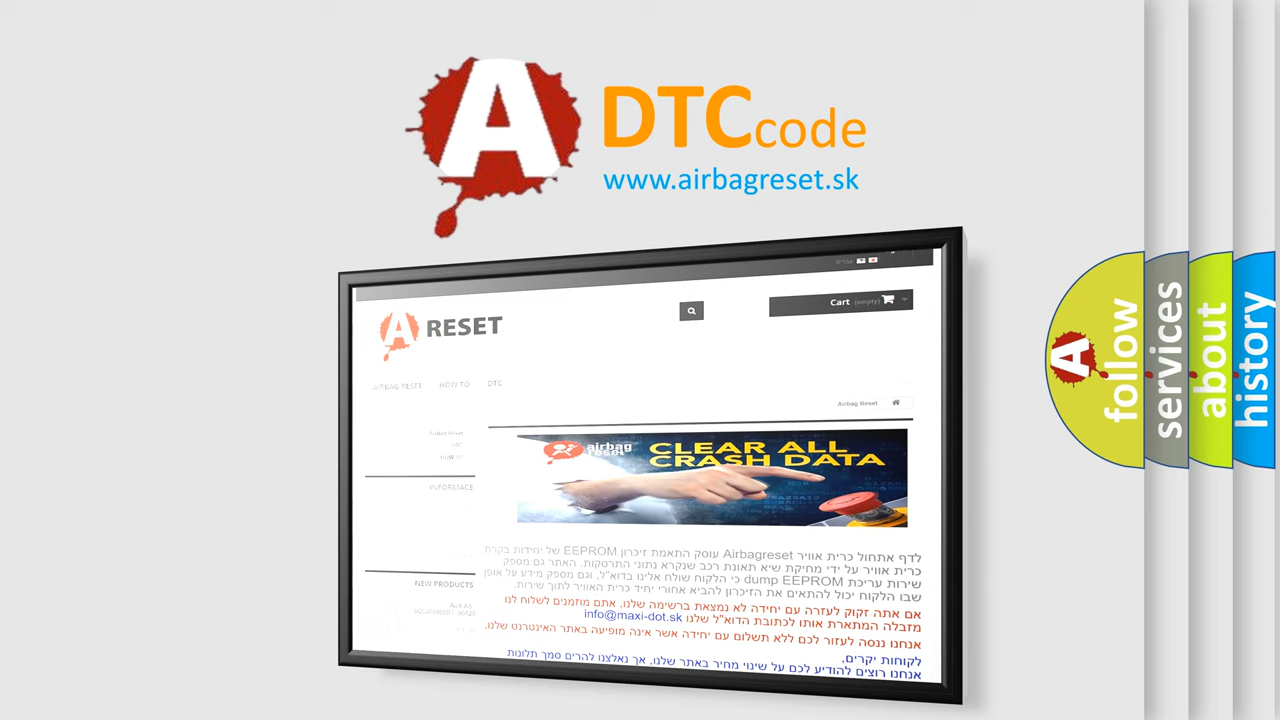 A DTC code
www.airbagreset.sk
עברית
Cart (empty)
A RESET
AIRBAG RESET HOW TO DTC
Airbag Reset
Airbag Reset
airbag
reset
CLEAR ALL
CRASH DATA
INFORMACE
NEW PRODUCTS
לדף אתחול כרית אוויר Airbagreset עוסק התאמת זיכרון EEPROM של יחידות בקרת
כרית אוויר על ידי מחיקת שיא תאונת רכב שנקרא נתוני התרסקות. האתר גם מספק
שירות עריכת dump EEPROM כי הלקוח שולח אלינו בדוא"ל, וגם מספק מידע על אופן
שבו הלקוח יכול להתאים את הזיכרון להביא אחורי יחיד כרית האוויר לתוך שירות.
אם אתה זקוק לעזרה עם יחידה לא נמצאת ברשימה שלנו, אתם מוזמנים לשלוח לנו
מזבלה המתארת אותו לכתובת הדוא"ל שלנו info@maxi-dot.sk
אנחנו ננסה לעזור לכם ללא תשלום עם יחידה אשר אינה מופיעה באתר האינטרנט שלנו.
לקוחות יקרים,
אנחנו רוצים להודיע לכם על שינוי מחיר באתר שלנו, אך נאלצנו להרים סמך תלונות
follow
services
about
history